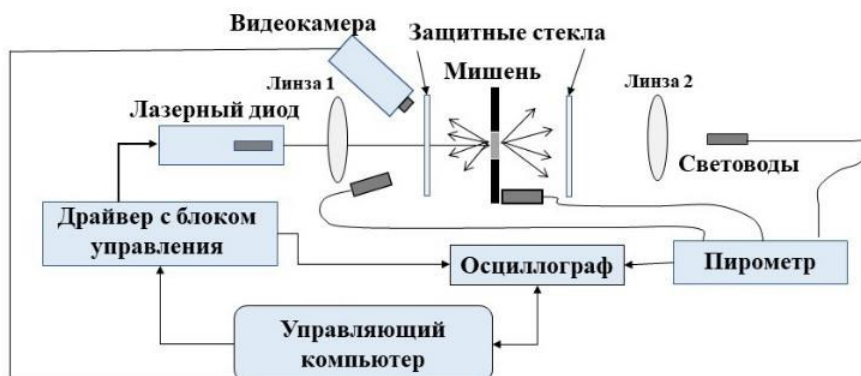 Видеокамера
Защитные стекла
Мишень
Линза 1
Линза 2
Лазерный диод
Световоды
Драйвер с блоком
управления
Осциллограф
Пирометр
Управляющий
компьютер